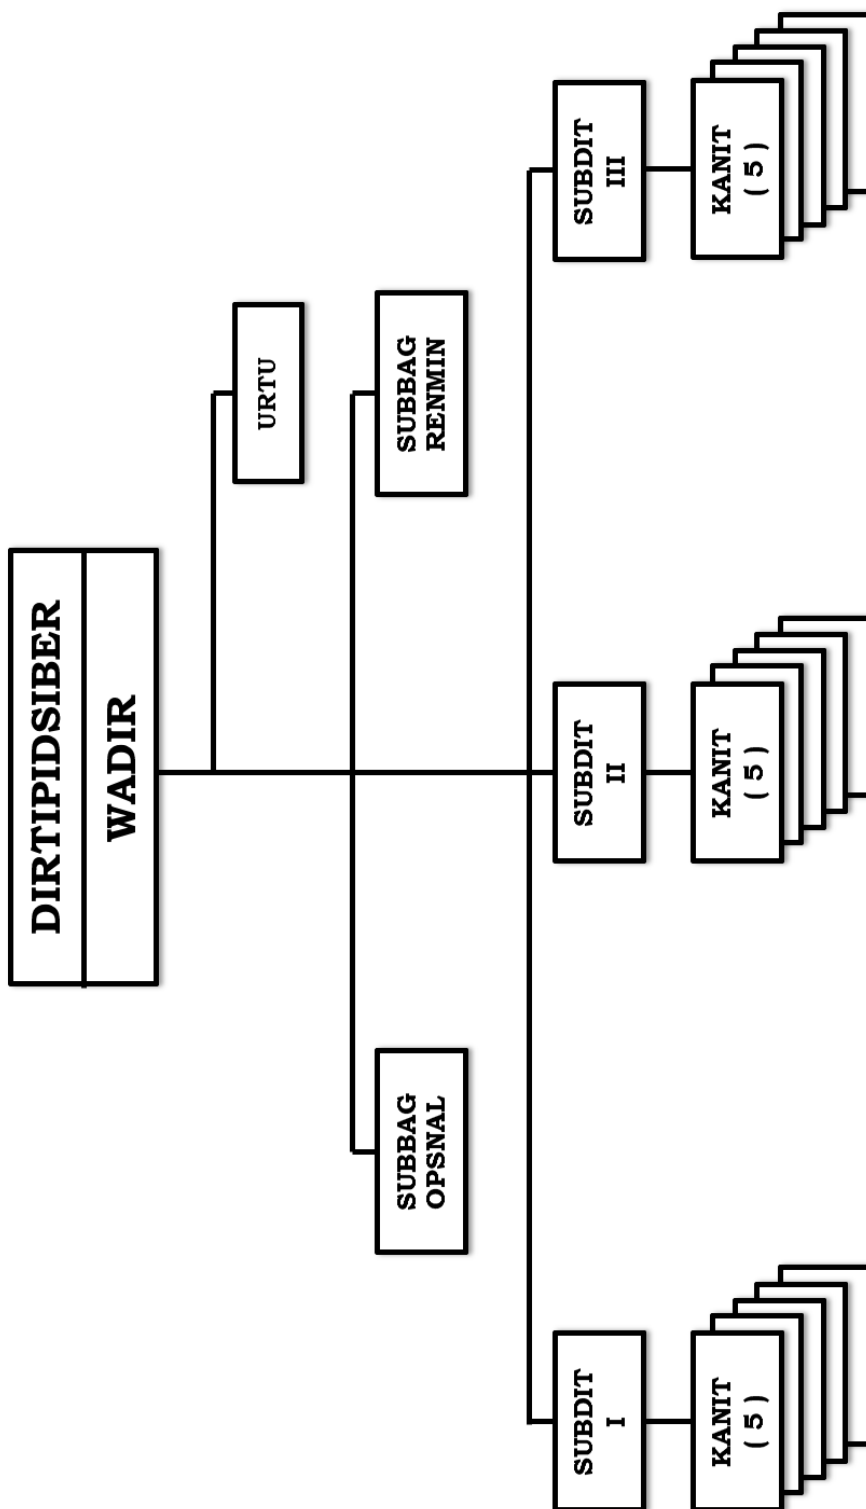 DIRTIPIDSIBER
WADIR
URTU
SUBBAG
OPSNAL
SUBBAG
RENMIN
SUBDIT
I
SUBDIT
II
SUBDIT
III
KANIT
(5)
KANIT
(5)
KANIT
(5)